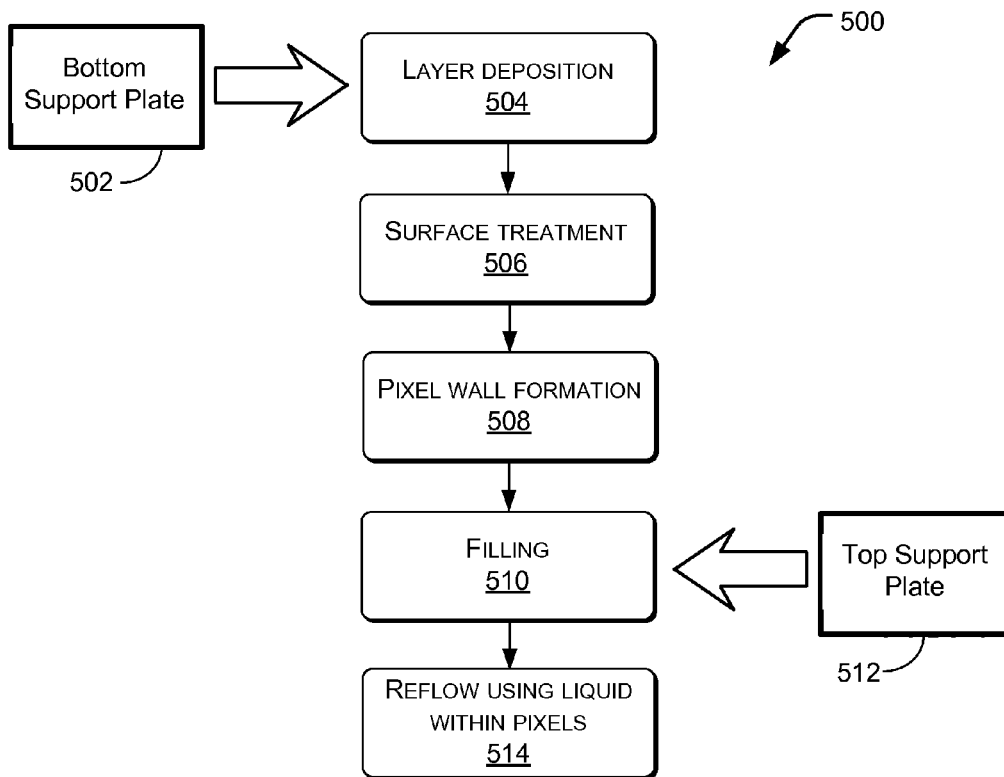 500
Bottom
Support Plate
502
LAYER DEPOSITION
504
SURFACE TREATMENT
506
PIXEL WALL FORMATION
508
FILLING
510
Top Support
Plate
512
REFLOW USING LIQUID
WITHIN PIXELS
514